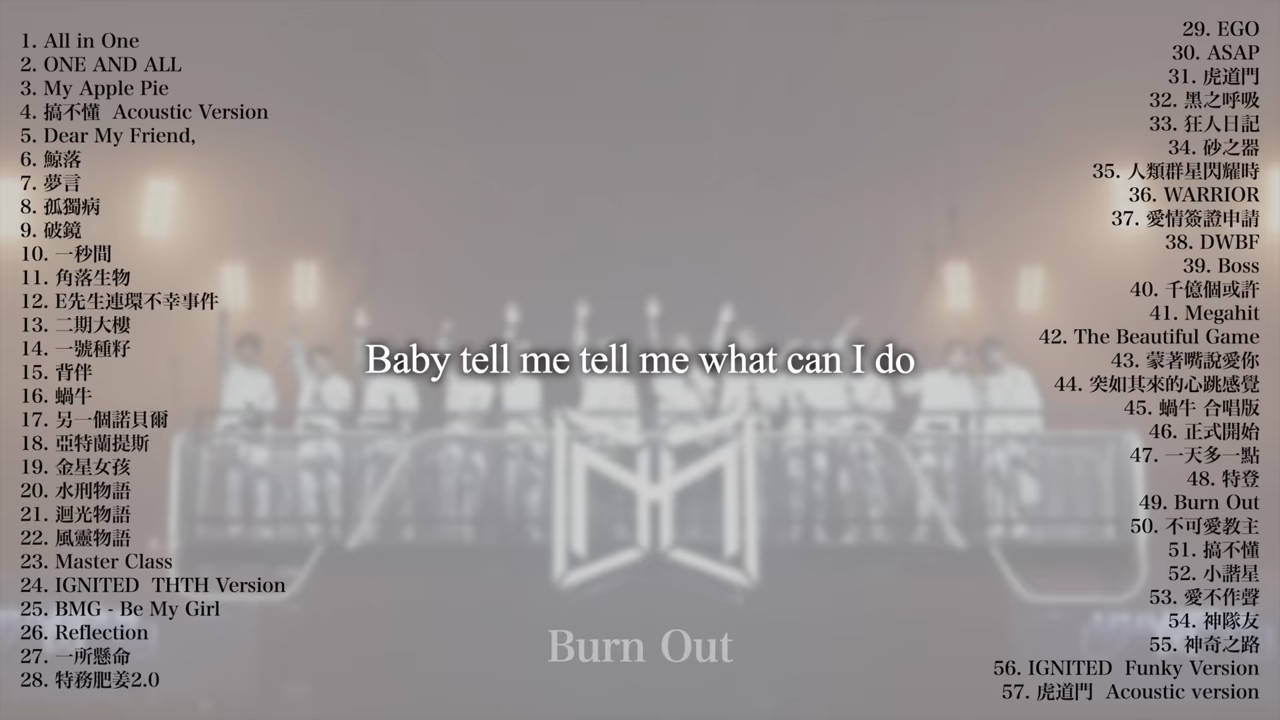 1. All in One
2. ONE AND ALL
3. My Apple Pie
4. 搞不懂  Acoustic Version
5. Dear My Friend,
6. 鯨落
7. 夢言
8. 孤獨病
9. 破鏡
10. 一秒間
11. 角落生物
12. E先生連環不幸事件
13. 二期大樓
14. 一號種籽
15. 背伴
16. 蝸牛
17. 另一個諾貝爾
18. 亞特蘭提斯
19. 金星女孩
20. 水刑物語
21. 迴光物語
22. 風靈物語
23. Master Class
24. IGNITED  THTH Version
25. BMG - Be My Girl
26. Reflection
27. 一所懸命
28. 特務肥姜2.0
Baby tell me tell me what can I do
Burn Out
29. EGO
30. ASAP
31. 虎道門
32. 黑之呼吸
33. 狂人日記
34. 砂之器
35. 人類群星閃耀時
36. WARRIOR
37. 愛情簽證申請
38. DWBF
39. Boss
40. 千億個或許
41. Megahit
42. The Beautiful Game
43. 蒙著嘴說愛你
44. 突如其來的心跳感覺
45. 蝸牛 合唱版
46. 正式開始
47. 一天多一點
48. 特登
49. Burn Out
50. 不可愛教主
51. 搞不懂
52. 小諧星
53. 愛不作聲
54. 神隊友
55. 神奇之路
56. IGNITED  Funky Version
57. 虎道門  Acoustic version